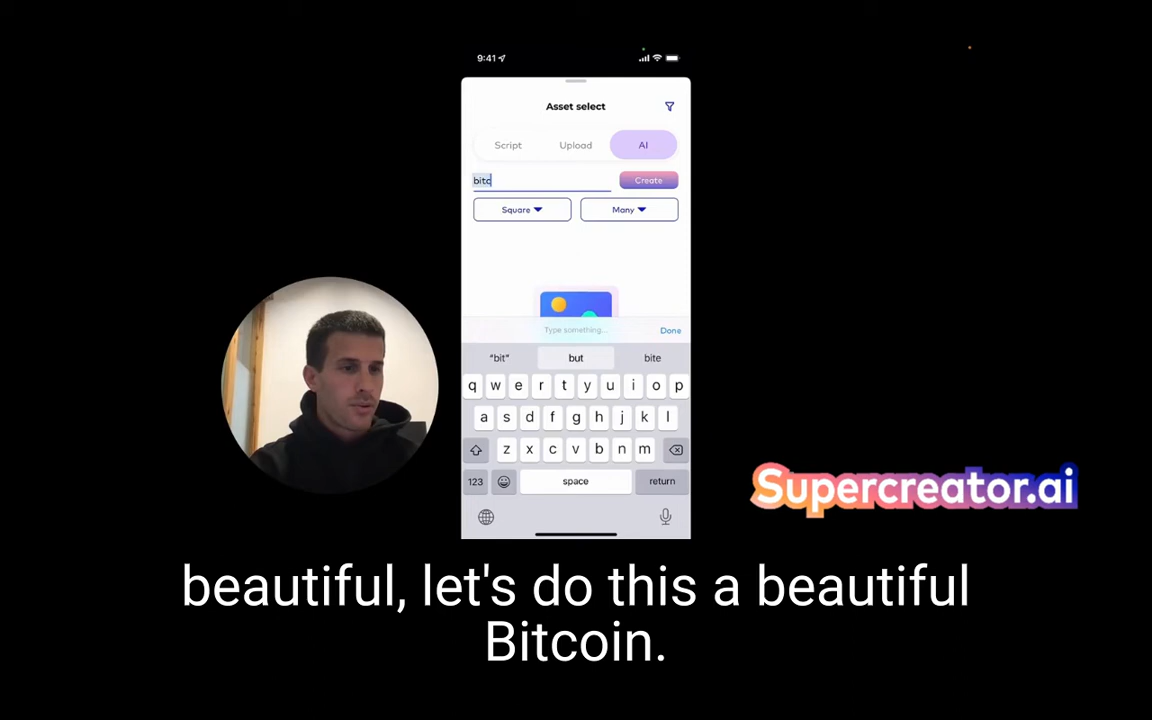 9:41
Asset select
Script Upload AI
bitc Create
Square Many
Type something... Done
“bit” but bite
q w e r t y u i o p
a s d f g h j k l
z x c v b n m
123 space return
Supercreator.ai
beautiful, let's do this a beautiful
Bitcoin.